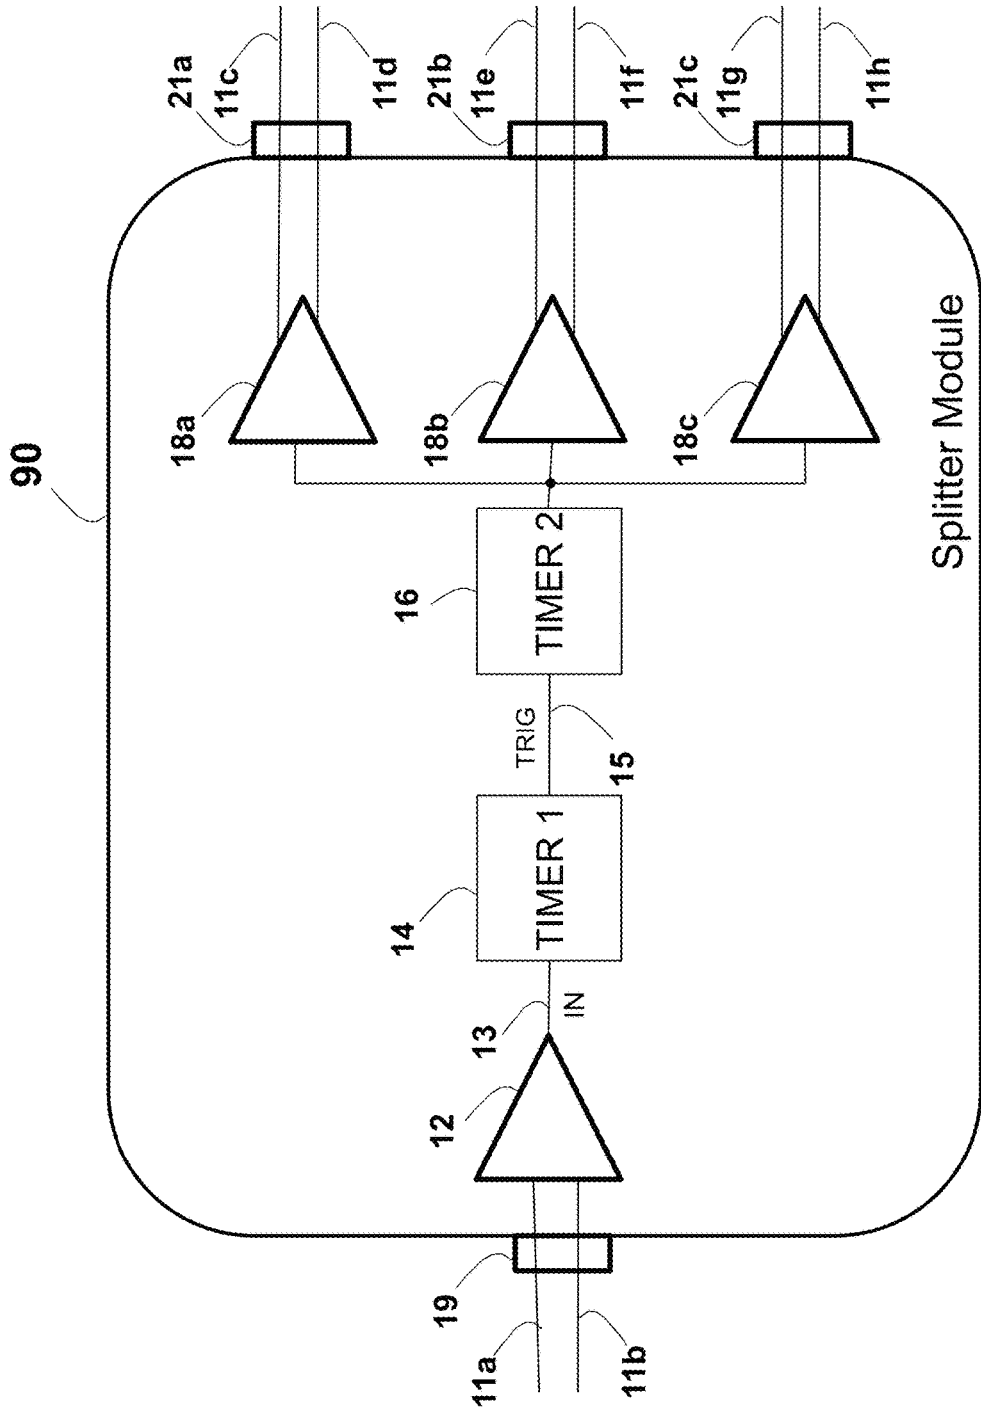 90
21a
11c
11d
21b
11e
11f
21c
11g
11h
18a
18b
18c
16
TIMER 2
TRIG
15
14
TIMER 1
13
IN
12
19
11a
11b
Splitter Module